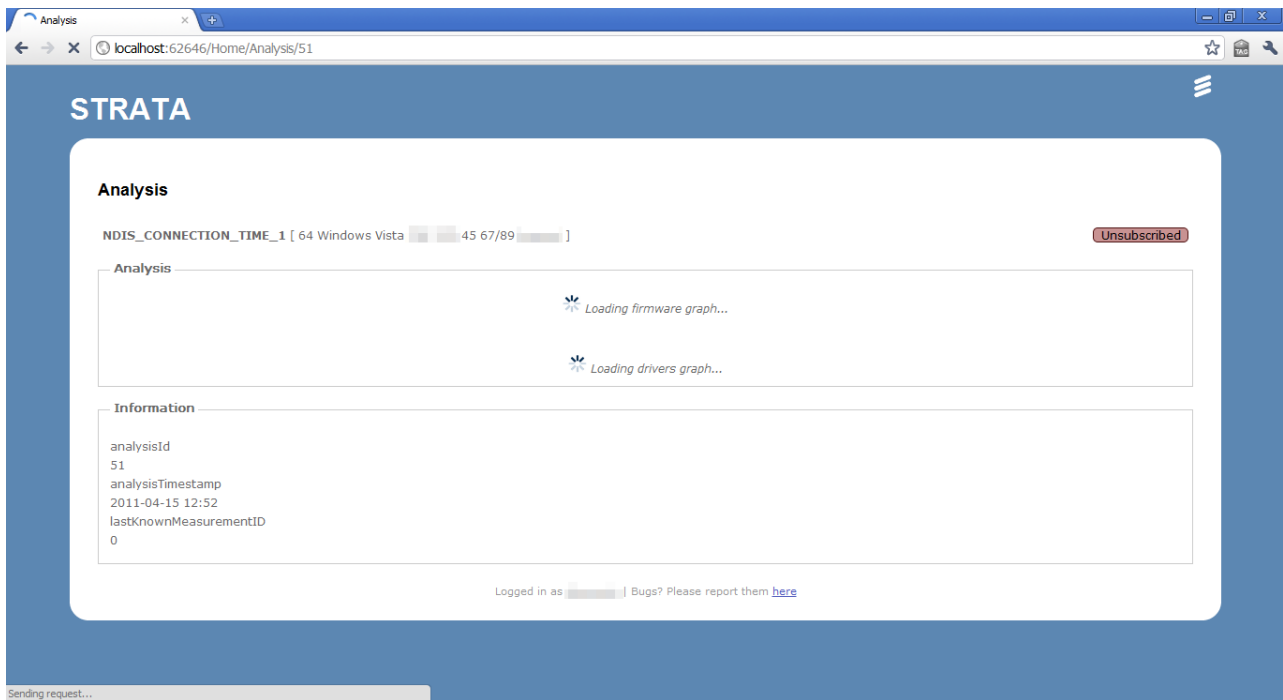 Analysis
localhost:62646/Home/Analysis/51
TAG
STRATA
Analysis
NDIS_CONNECTION_TIME_1 [ 64 Windows Vista 45 67/89 ]
Unsubscribed
Analysis
Loading firmware graph...
Loading drivers graph...
Information
analysisId
51
analysisTimestamp
2011-04-15 12:52
lastKnownMeasurementID
0
Logged in as | Bugs? Please report them here
Sending request...